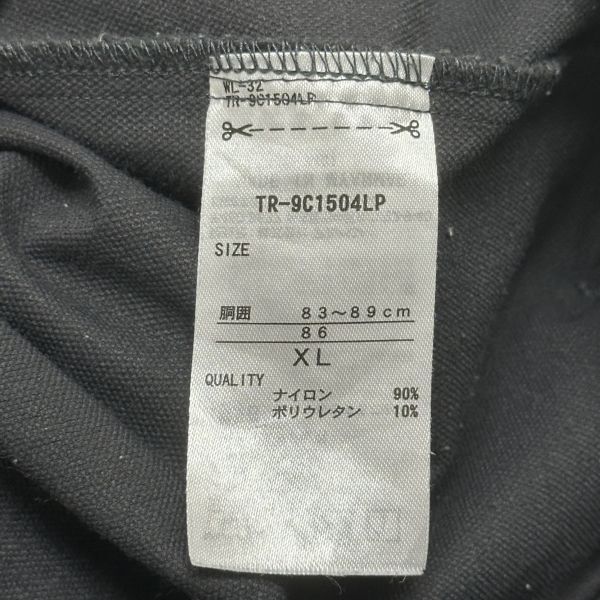 WL-32
TR-9C1504LP
TR-9C1504LP
SIZE
胴囲 83～89cm
86
XL
QUALITY
ナイロン 90%
ポリウレタン 10%